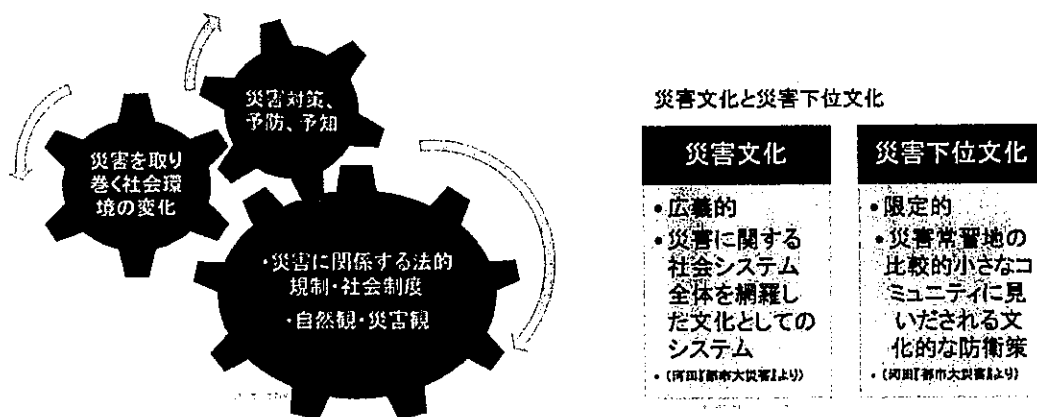 災害対策、
予防、予知
災害を取り
巻く社会環
境の変化
・災害に関係する法的
規制・社会制度
・自然観・災害観
災害文化と災害下位文化
災害文化
• 広義的
• 災害に関する
社会システム
全体を網羅し
た文化としての
システム
• (河田『都市大災害』より)
災害下位文化
• 限定的
• 災害常習地の
比較的小さなコ
ミュニティに見
いだされる文
化的な防衛策
• (河田『都市大災害』より)